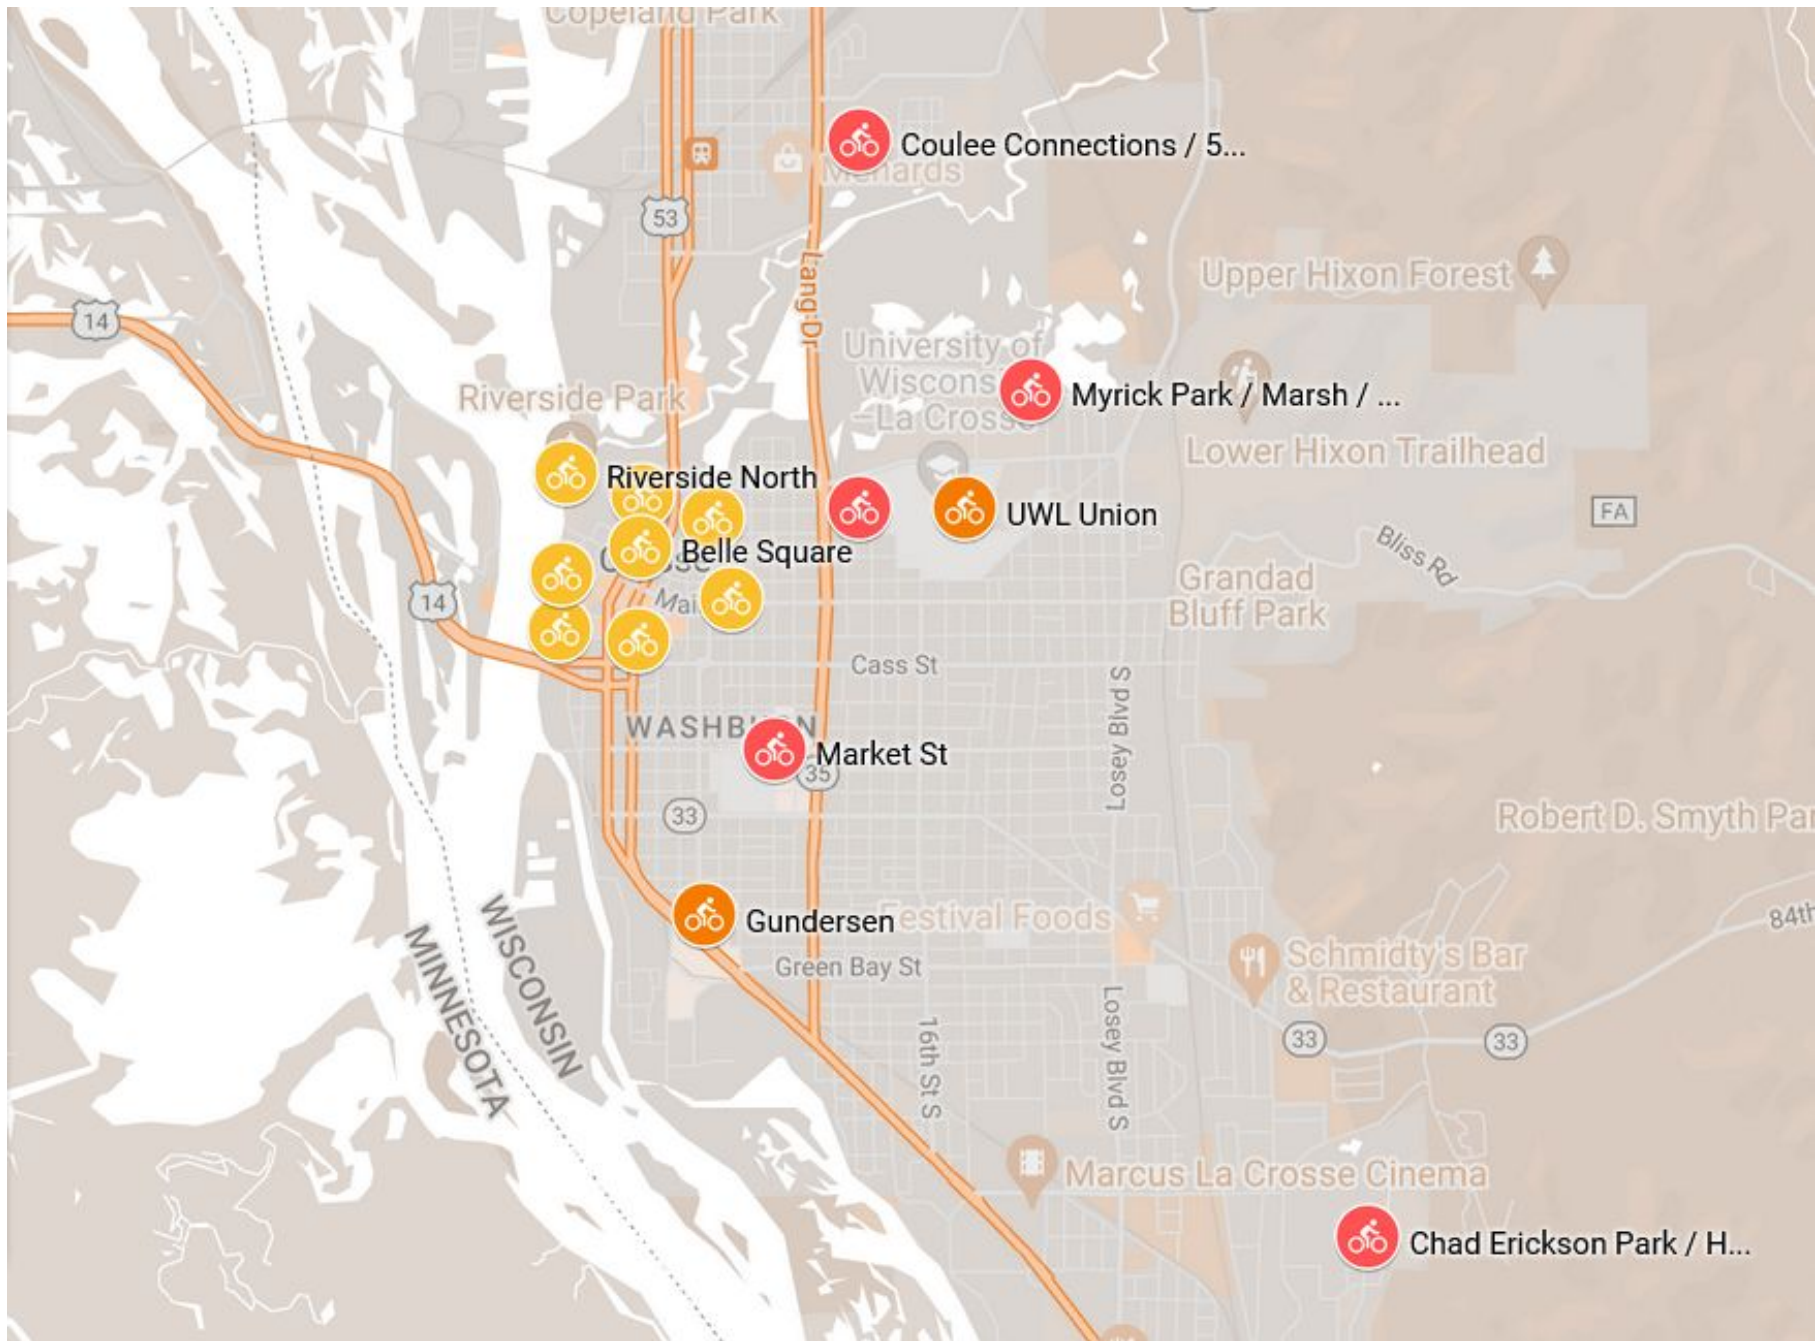 Copeland Park
Coulee Connections / 5...
Menards
53
Lang Dr
Upper Hixon Forest
14
University of
Wiscons
–La Crosse
Riverside Park
Myrick Park / Marsh / ...
Lower Hixon Trailhead
Riverside North
UWL Union
FA
Belle Square
Bliss Rd
Grandad
Bluff Park
14
Mai
Cass St
Losey Blvd S
WASHB N
Market St
35
33
Robert D. Smyth Par
WISCONSIN
MINNESOTA
Gundersen
Festival Foods
84th
Schmidty's Bar
& Restaurant
Green Bay St
16th St S
Losey Blvd S
33
33
Marcus La Crosse Cinema
Chad Erickson Park / H...